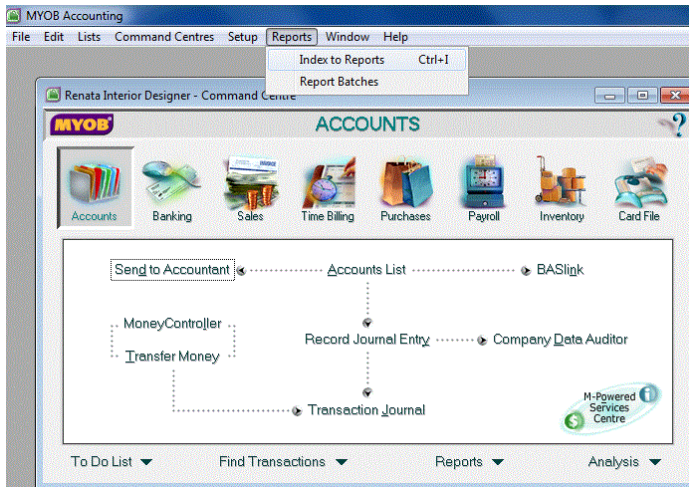 MYOB Accounting
File Edit Lists Command Centres Setup Reports Window Help
Index to Reports Ctrl+I
Report Batches
Renata Interior Designer - Command Centre
MYOB ACCOUNTS ?
Accounts Banking Sales Time Billing Purchases Payroll Inventory Card File
Send to Accountant Accounts List BASlink
MoneyController
Record Journal Entry Company Data Auditor
Transfer Money
Transaction Journal
M-Powered
Services
Centre
To Do List Find Transactions Reports Analysis